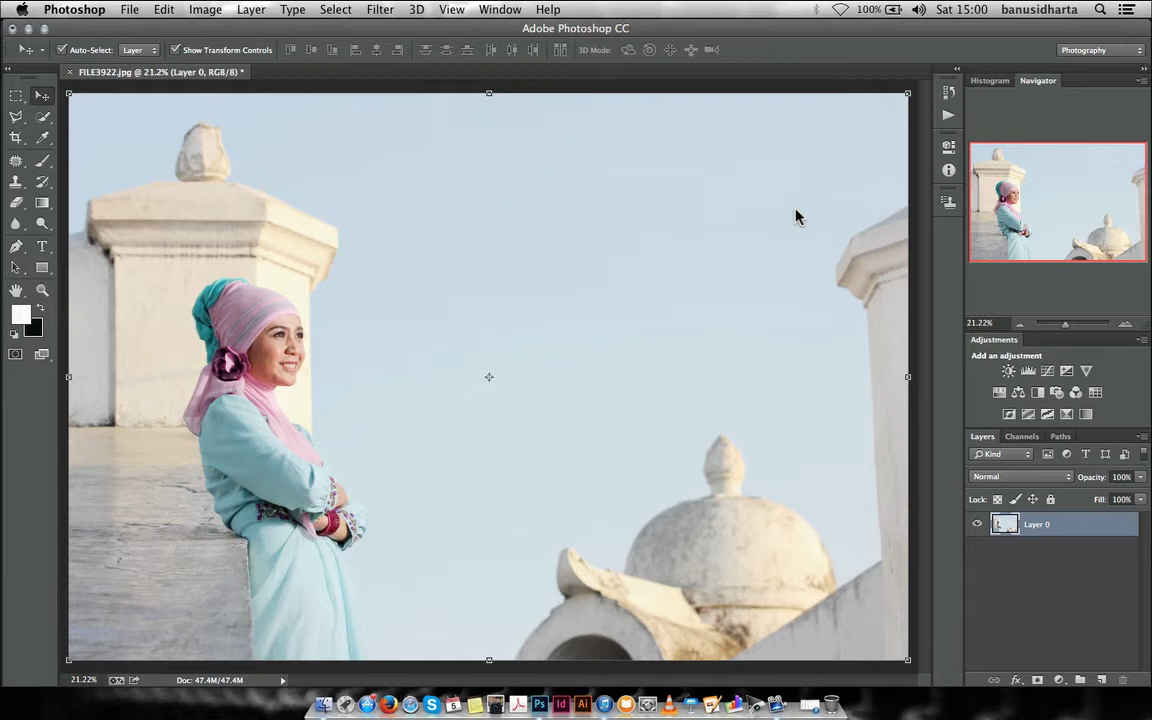 Photoshop File Edit Image Layer Type Select Filter 3D View Window Help 100% Sat 15:00 banusidharta
Adobe Photoshop CC
Auto-Select: Layer Show Transform Controls 3D Mode: Photography
× FILE3922.jpg @ 21.2% (Layer 0, RGB/8) *
Histogram Navigator
21.22%
Adjustments
Add an adjustment
Layers Channels Paths
Kind
Normal Opacity: 100%
Lock: Fill: 100%
Layer 0
21.22% Doc: 47.4M/47.4M